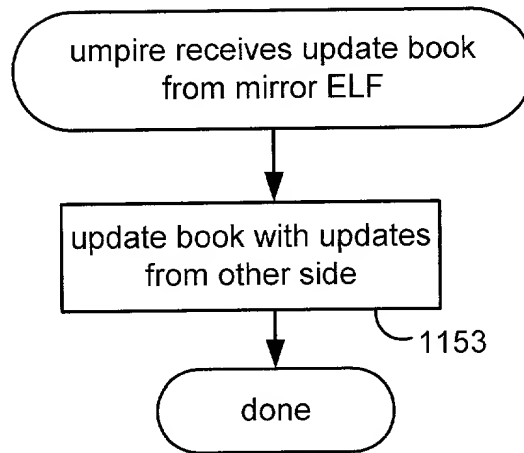 umpire receives update book
from mirror ELF
update book with updates
from other side
1153
done